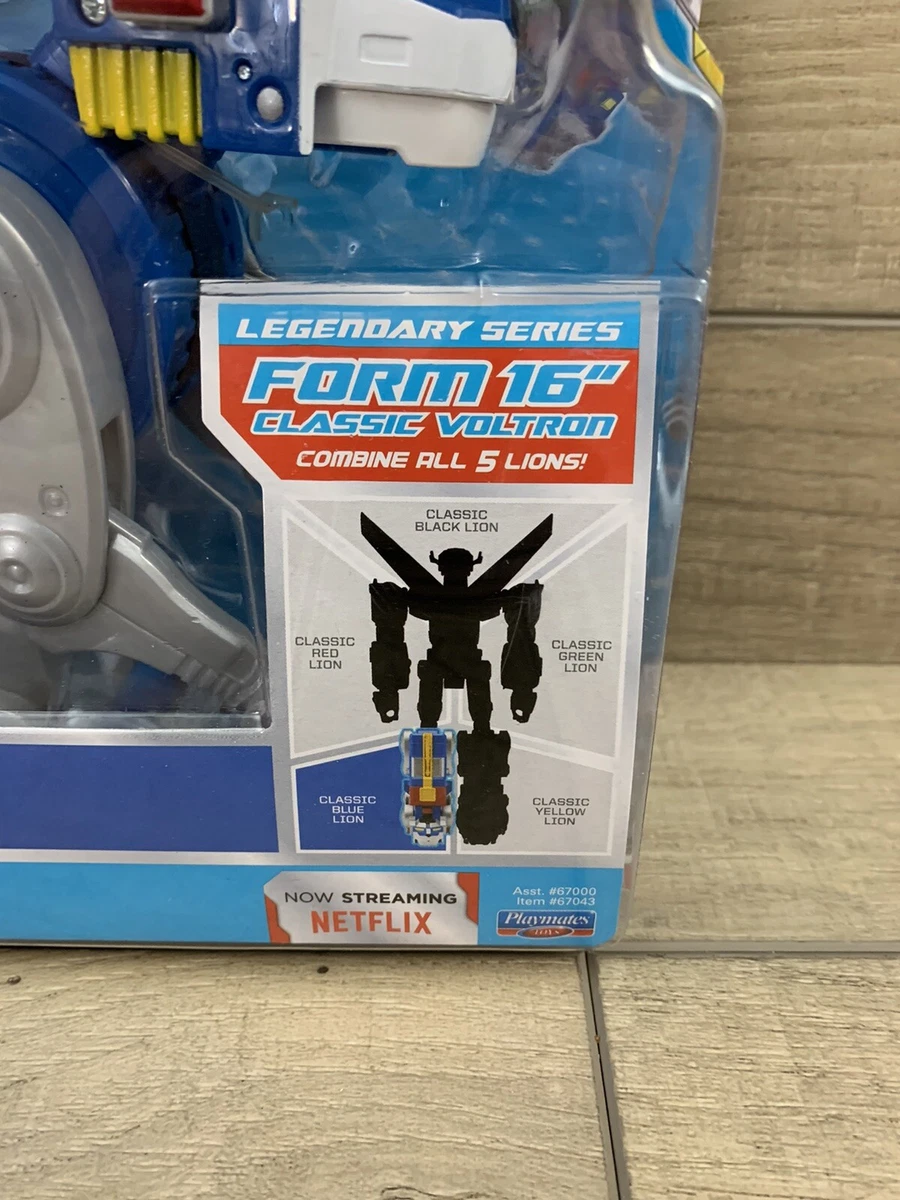 LEGENDARY SERIES
FORM 16"
CLASSIC VOLTRON
COMBINE ALL 5 LIONS!
CLASSIC
BLACK LION
CLASSIC
RED
LION
CLASSIC
GREEN
LION
CLASSIC
BLUE
LION
CLASSIC
YELLOW
LION
NOW STREAMING
NETFLIX
Asst. #67000
Item #67043
Playmates
TOYS